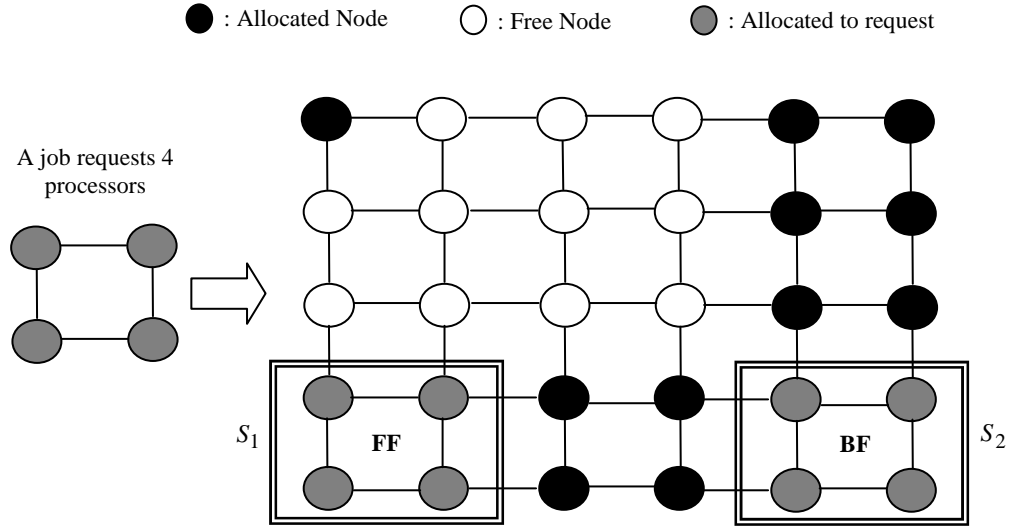 : Allocated Node : Free Node : Allocated to request
A job requests 4
processors
S1 FF BF S2